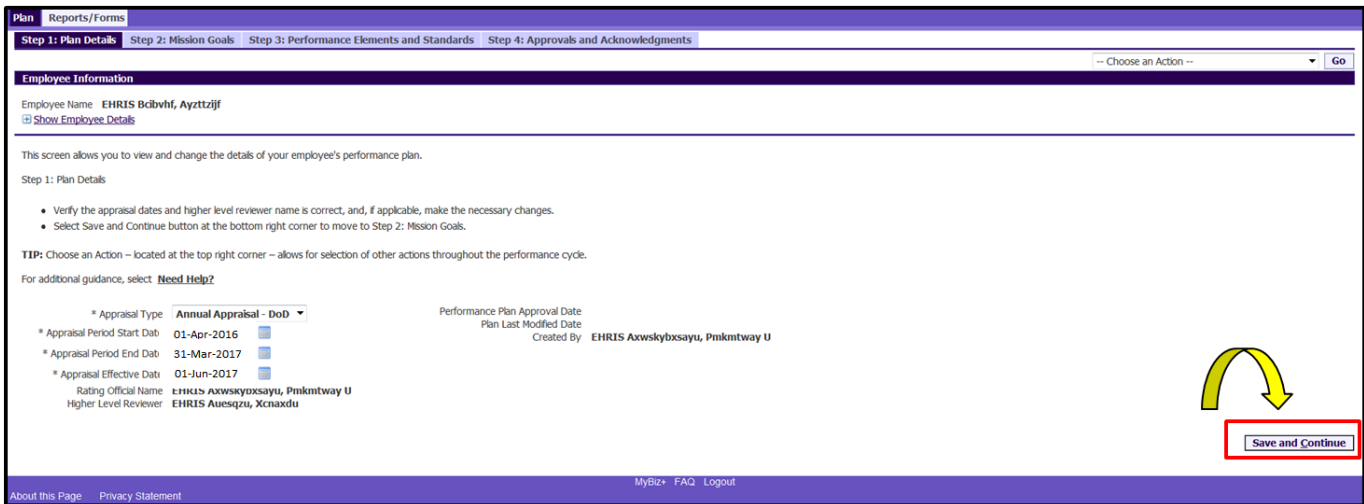 Plan Reports/Forms
Step 1: Plan Details Step 2: Mission Goals Step 3: Performance Elements and Standards Step 4: Approvals and Acknowledgments
-- Choose an Action -- Go
Employee Information
Employee Name EHRIS Bcibvhf, Ayzttzijf
Show Employee Details
This screen allows you to view and change the details of your employee's performance plan.
Step 1: Plan Details
• Verify the appraisal dates and higher level reviewer name is correct, and, if applicable, make the necessary changes.
• Select Save and Continue button at the bottom right corner to move to Step 2: Mission Goals.
TIP: Choose an Action – located at the top right corner – allows for selection of other actions throughout the performance cycle.
For additional guidance, select Need Help?
* Appraisal Type Annual Appraisal - DoD Performance Plan Approval Date
Plan Last Modified Date
* Appraisal Period Start Dat 01-Apr-2016 Created By EHRIS Axwskybxsayu, Pmkmtway U
* Appraisal Period End Dat 31-Mar-2017
* Appraisal Effective Dat 01-Jun-2017
Rating Official Name EHRIS Axwskybxsayu, Pmkmtway U
Higher Level Reviewer EHRIS Auesqzu, Xcnaxdu
Save and Continue
MyBiz+ FAQ Logout
About this Page Privacy Statement